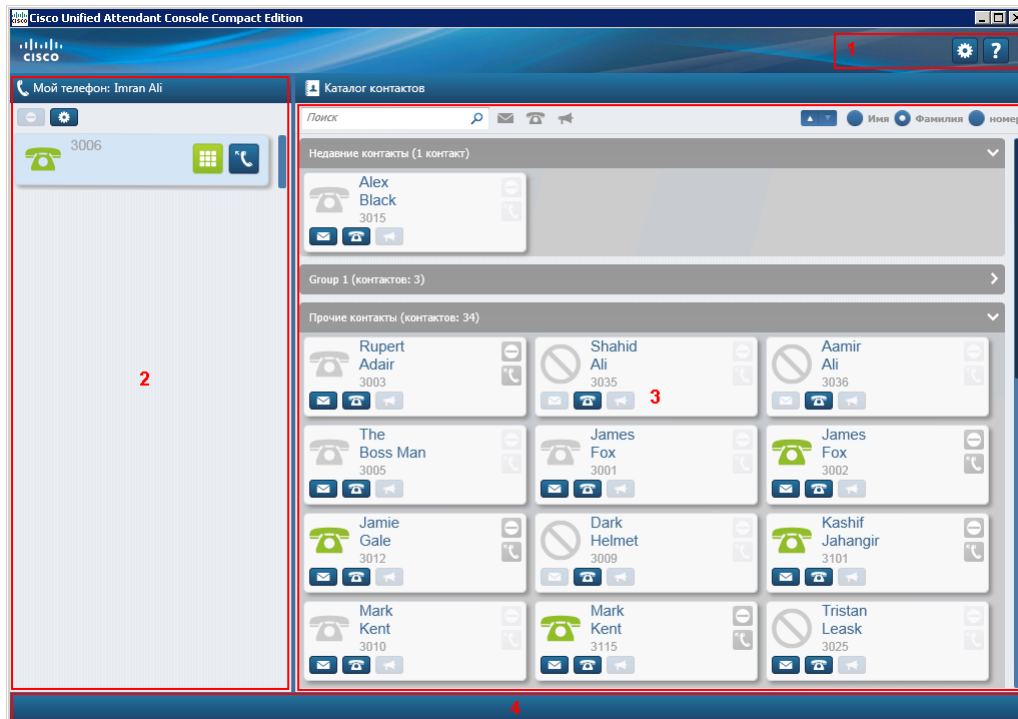 Cisco Unified Attendant Console Compact Edition
CISCO
1
?
Мой телефон: Imran Ali
Каталог контактов
3006
Поиск
Имя
Фамилия
номер
Недавние контакты (1 контакт)
Alex
Black
3015
Group 1 (контактов: 3)
Прочие контакты (контактов: 34)
Rupert
Adair
3003
Shahid
Ali
3035
Aamir
Ali
3036
2
3
The
Boss Man
3005
James
Fox
3001
James
Fox
3002
Jamie
Gale
3012
Dark
Helmet
3009
Kashif
Jahangir
3101
Mark
Kent
3010
Mark
Kent
3115
Tristan
Leask
3025
4